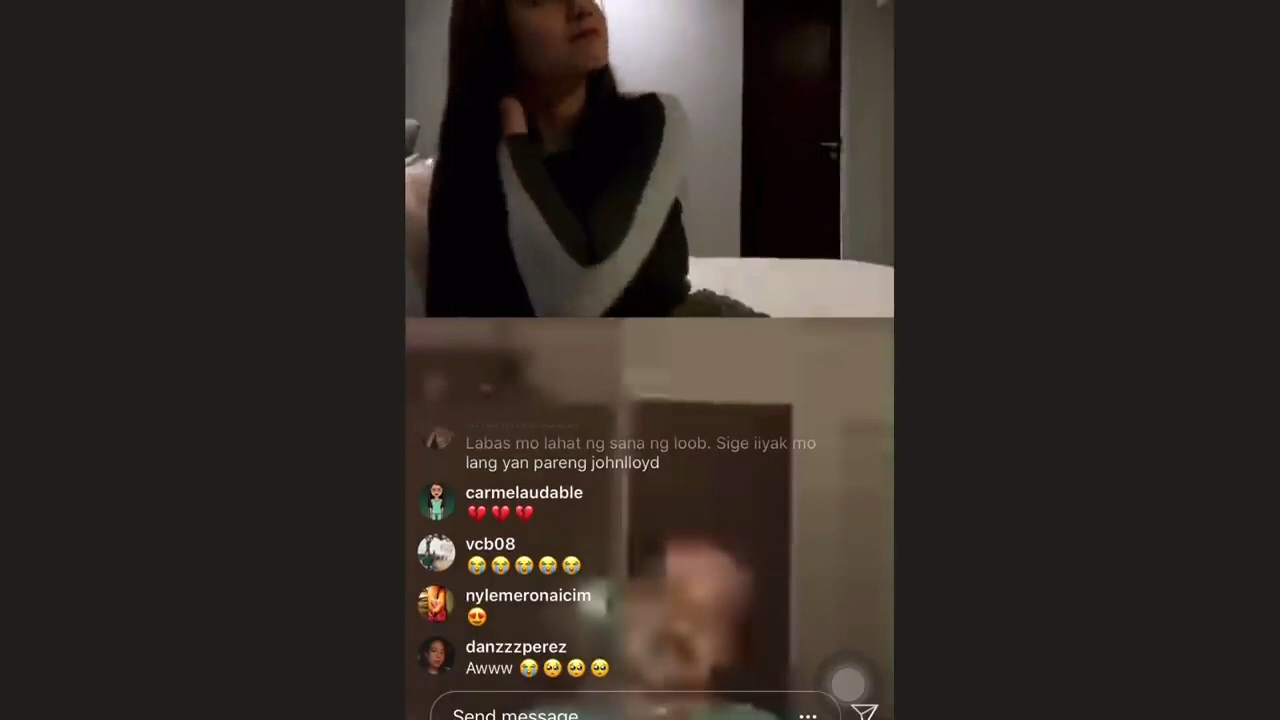 Labas mo lahat ng sana ng loob. Sige iiyak mo
lang yan pareng johnlloyd
carmelaudable
💔 💔 💔
vcb08
😭😭😭😭😭
nylemeronaicim
😍
danzzzperez
Awww 😭🥺🥺🥺
Send message